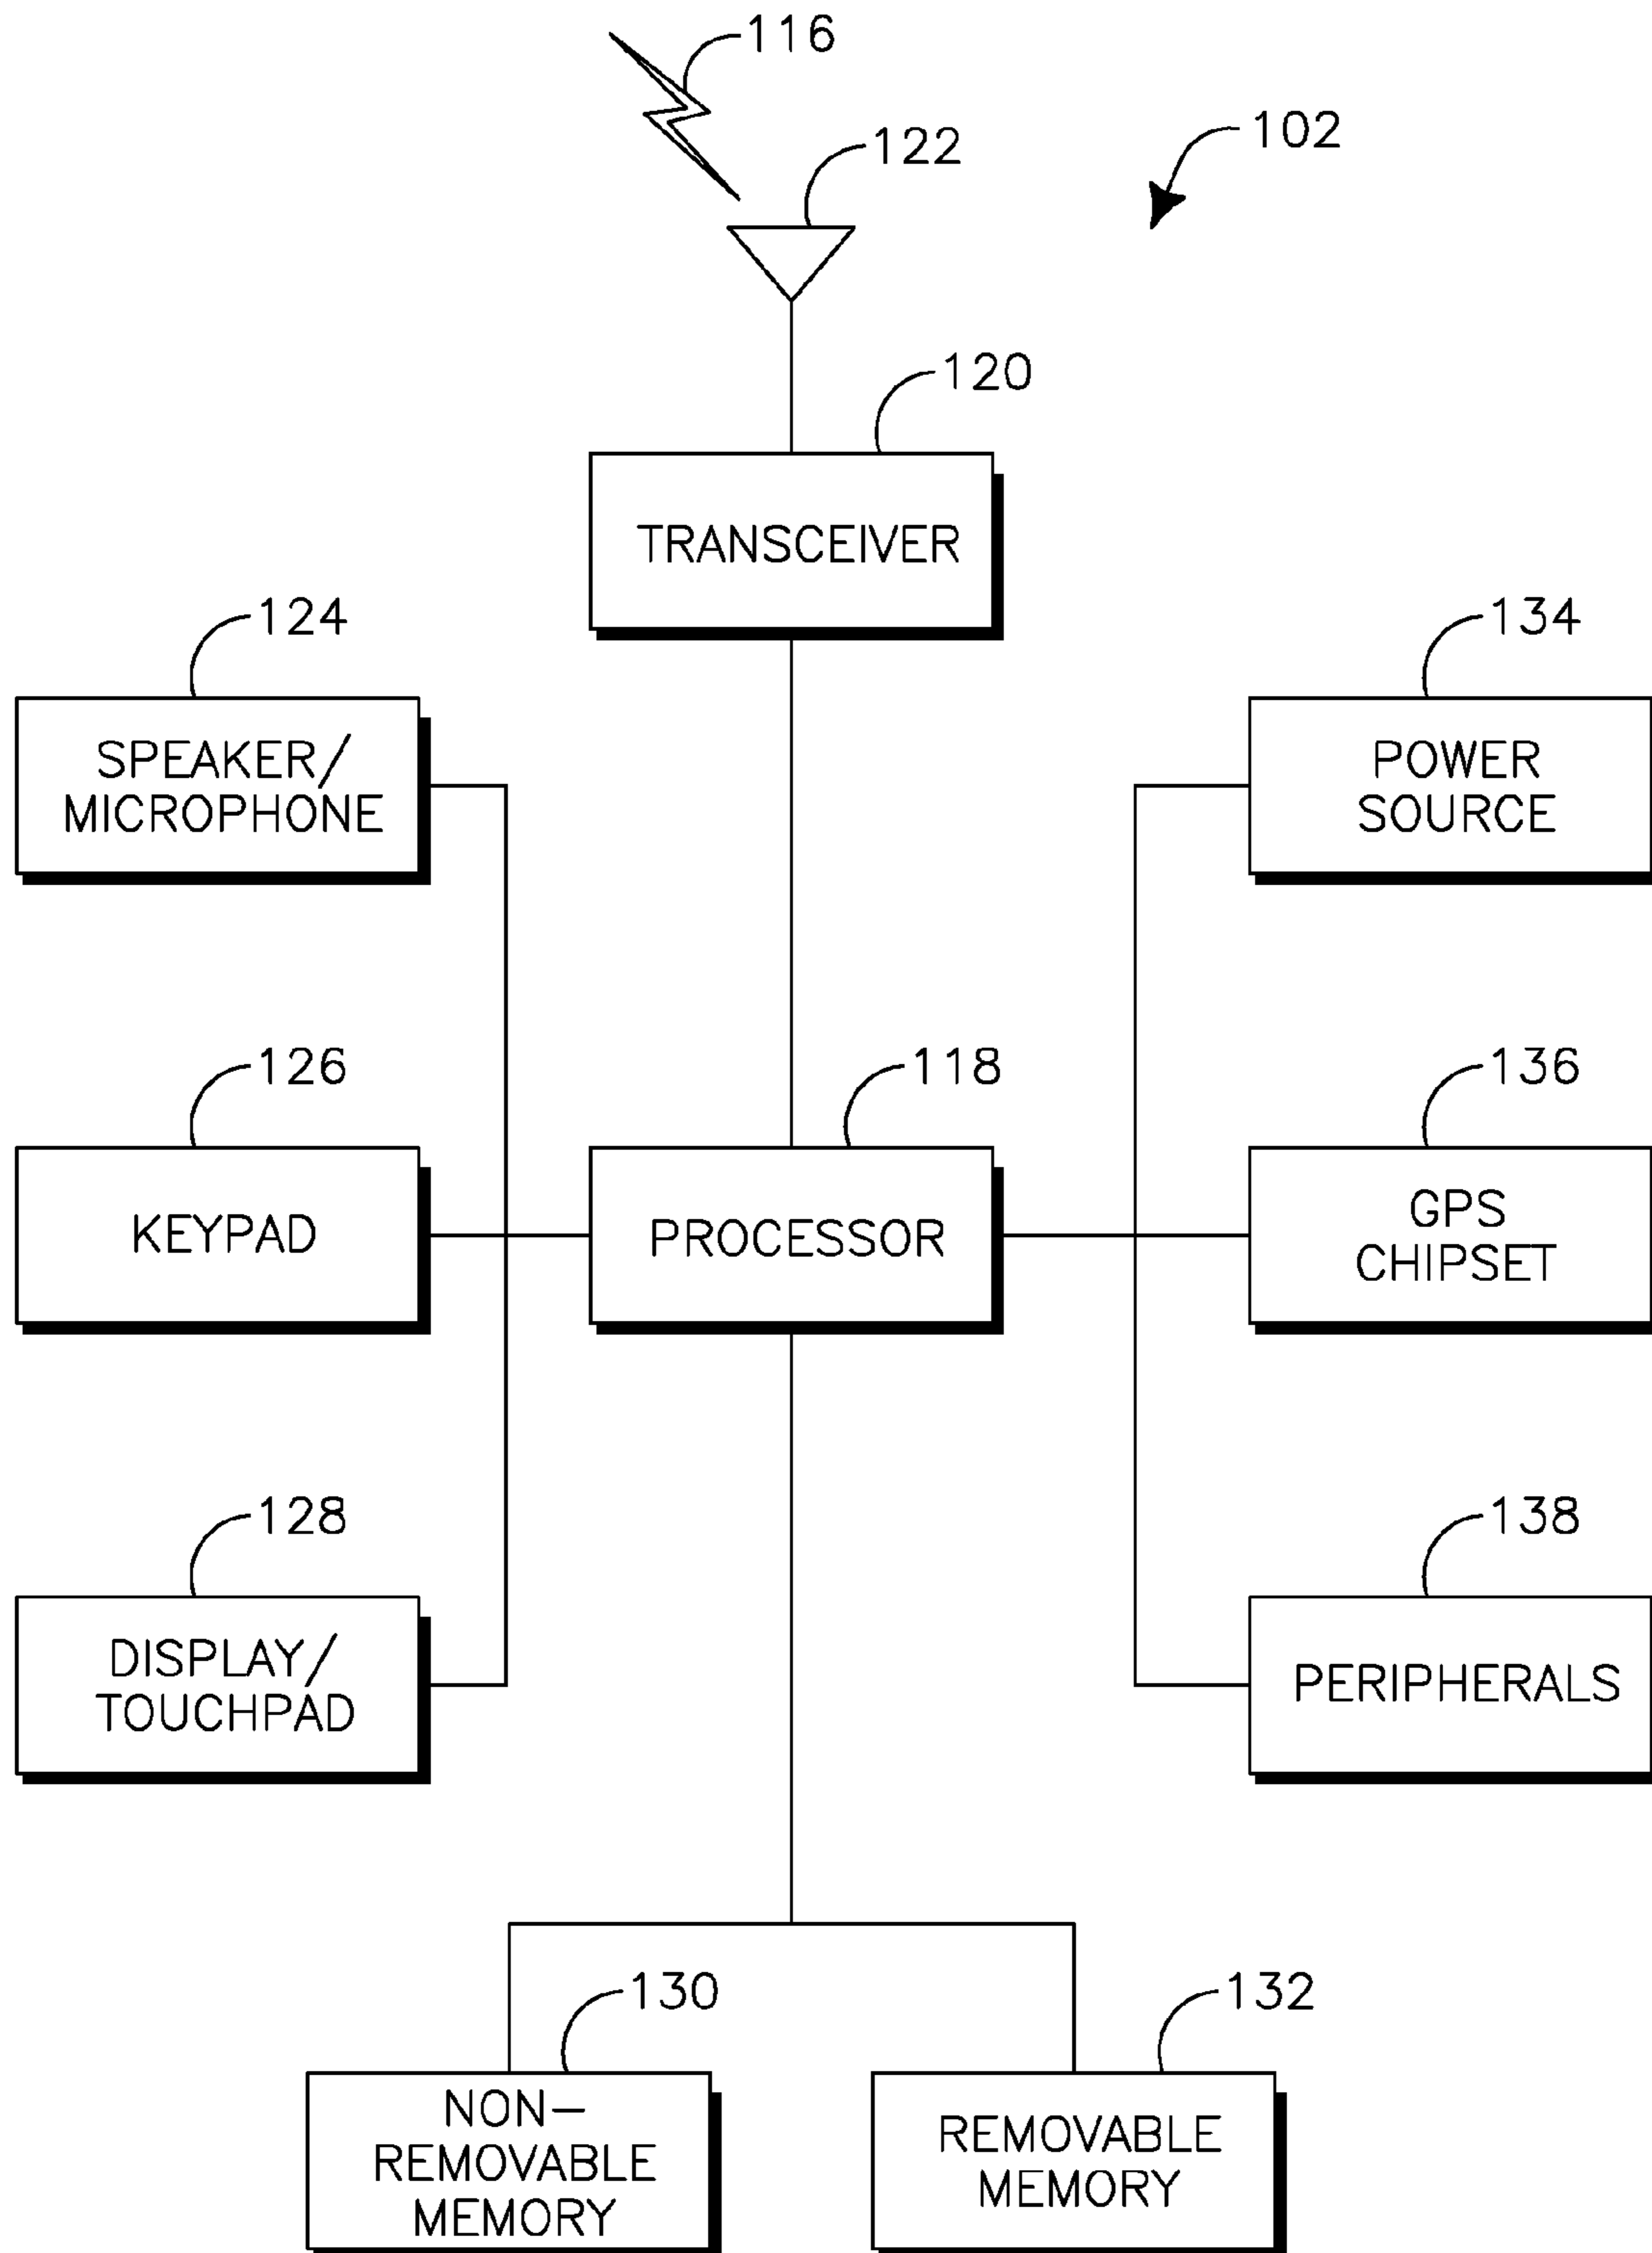 116
122
102
120
TRANSCEIVER
124
134
SPEAKER/
MICROPHONE
POWER
SOURCE
126
118
136
KEYPAD
PROCESSOR
GPS
CHIPSET
128
138
DISPLAY/
TOUCHPAD
PERIPHERALS
130
132
NON-
REMOVABLE
MEMORY
REMOVABLE
MEMORY